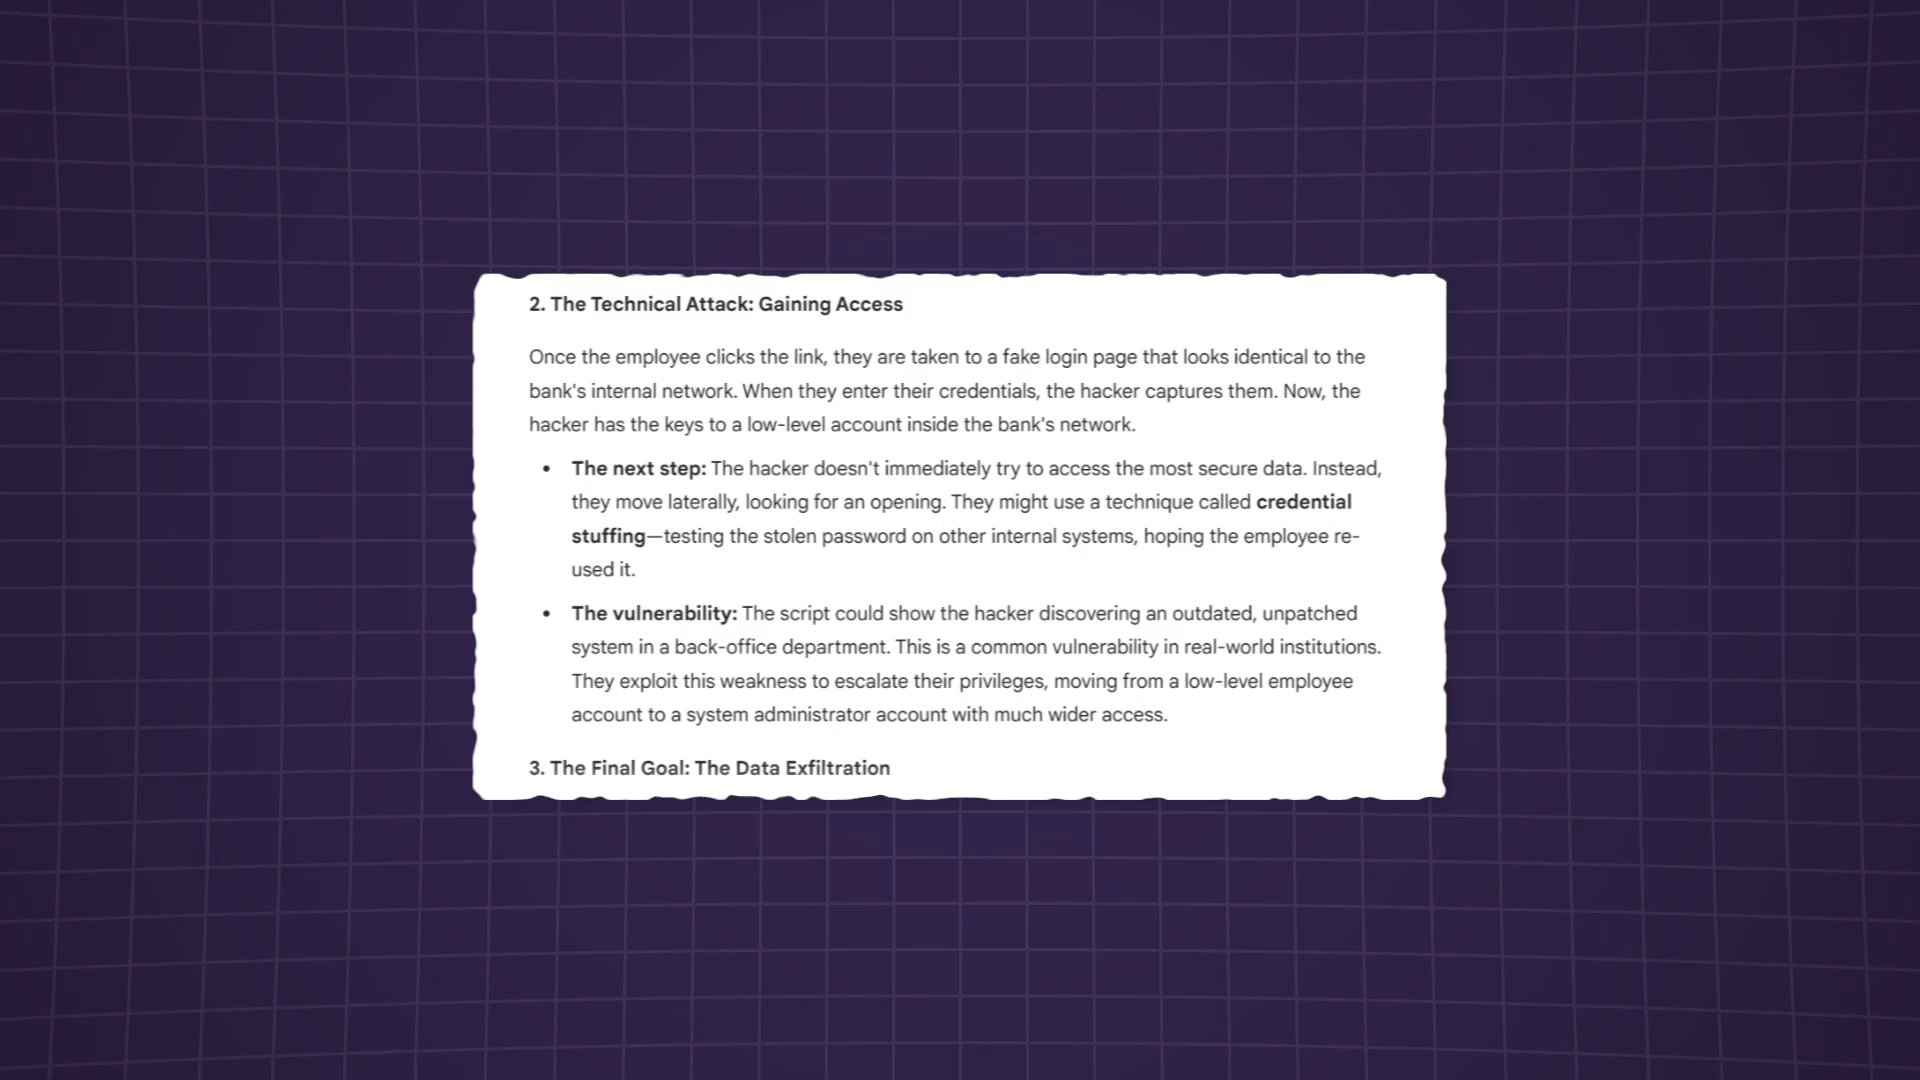 2. The Technical Attack: Gaining Access
Once the employee clicks the link, they are taken to a fake login page that looks identical to the
bank's internal network. When they enter their credentials, the hacker captures them. Now, the
hacker has the keys to a low-level account inside the bank's network.
• The next step: The hacker doesn't immediately try to access the most secure data. Instead,
they move laterally, looking for an opening. They might use a technique called credential
stuffing—testing the stolen password on other internal systems, hoping the employee re-
used it.
• The vulnerability: The script could show the hacker discovering an outdated, unpatched
system in a back-office department. This is a common vulnerability in real-world institutions.
They exploit this weakness to escalate their privileges, moving from a low-level employee
account to a system administrator account with much wider access.
3. The Final Goal: The Data Exfiltration